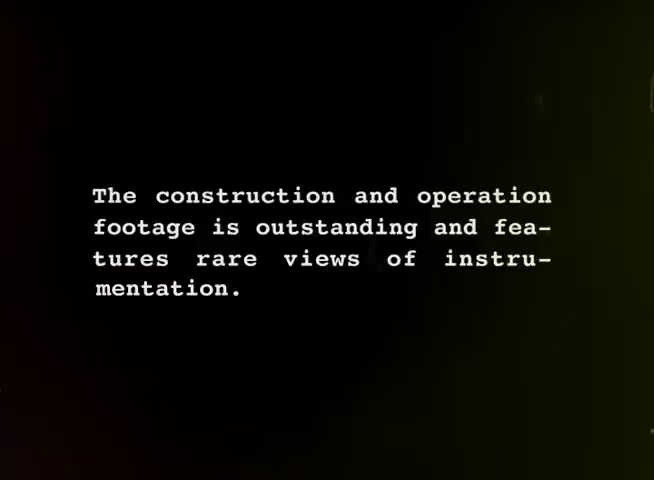 The construction and operation
footage is outstanding and fea-
tures rare views of instru-
mentation.